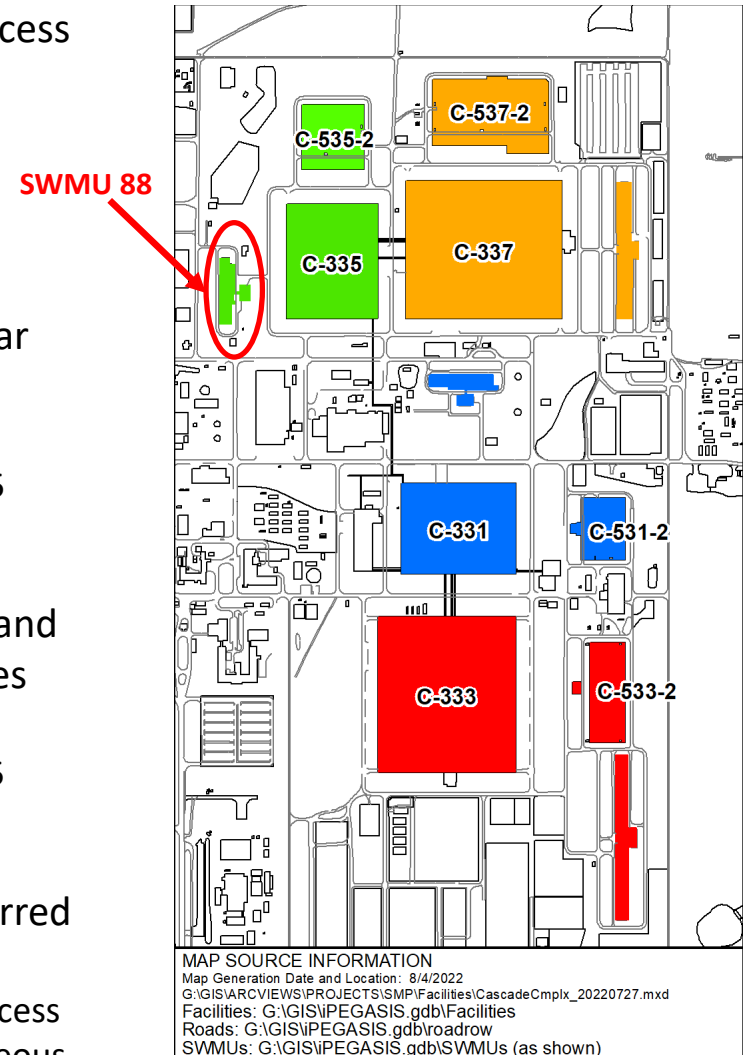 cess
ar
s
and
es
s
rred
cess
eous
SWMU 88
C-535-2
C-537-2
C-335
C-337
C-331
C-531-2
C-333
C-533-2
MAP SOURCE INFORMATION
Map Generation Date and Location: 8/4/2022
G:\GIS\ARCVIEWS\PROJECTS\SMP\Facilities\CascadeCmplx_20220727.mxd
Facilities: G:\GIS\iPEGASIS.gdb\Facilities
Roads: G:\GIS\iPEGASIS.gdb\roadrow
SWMUs: G:\GIS\iPEGASIS.gdb\SWMUs (as shown)